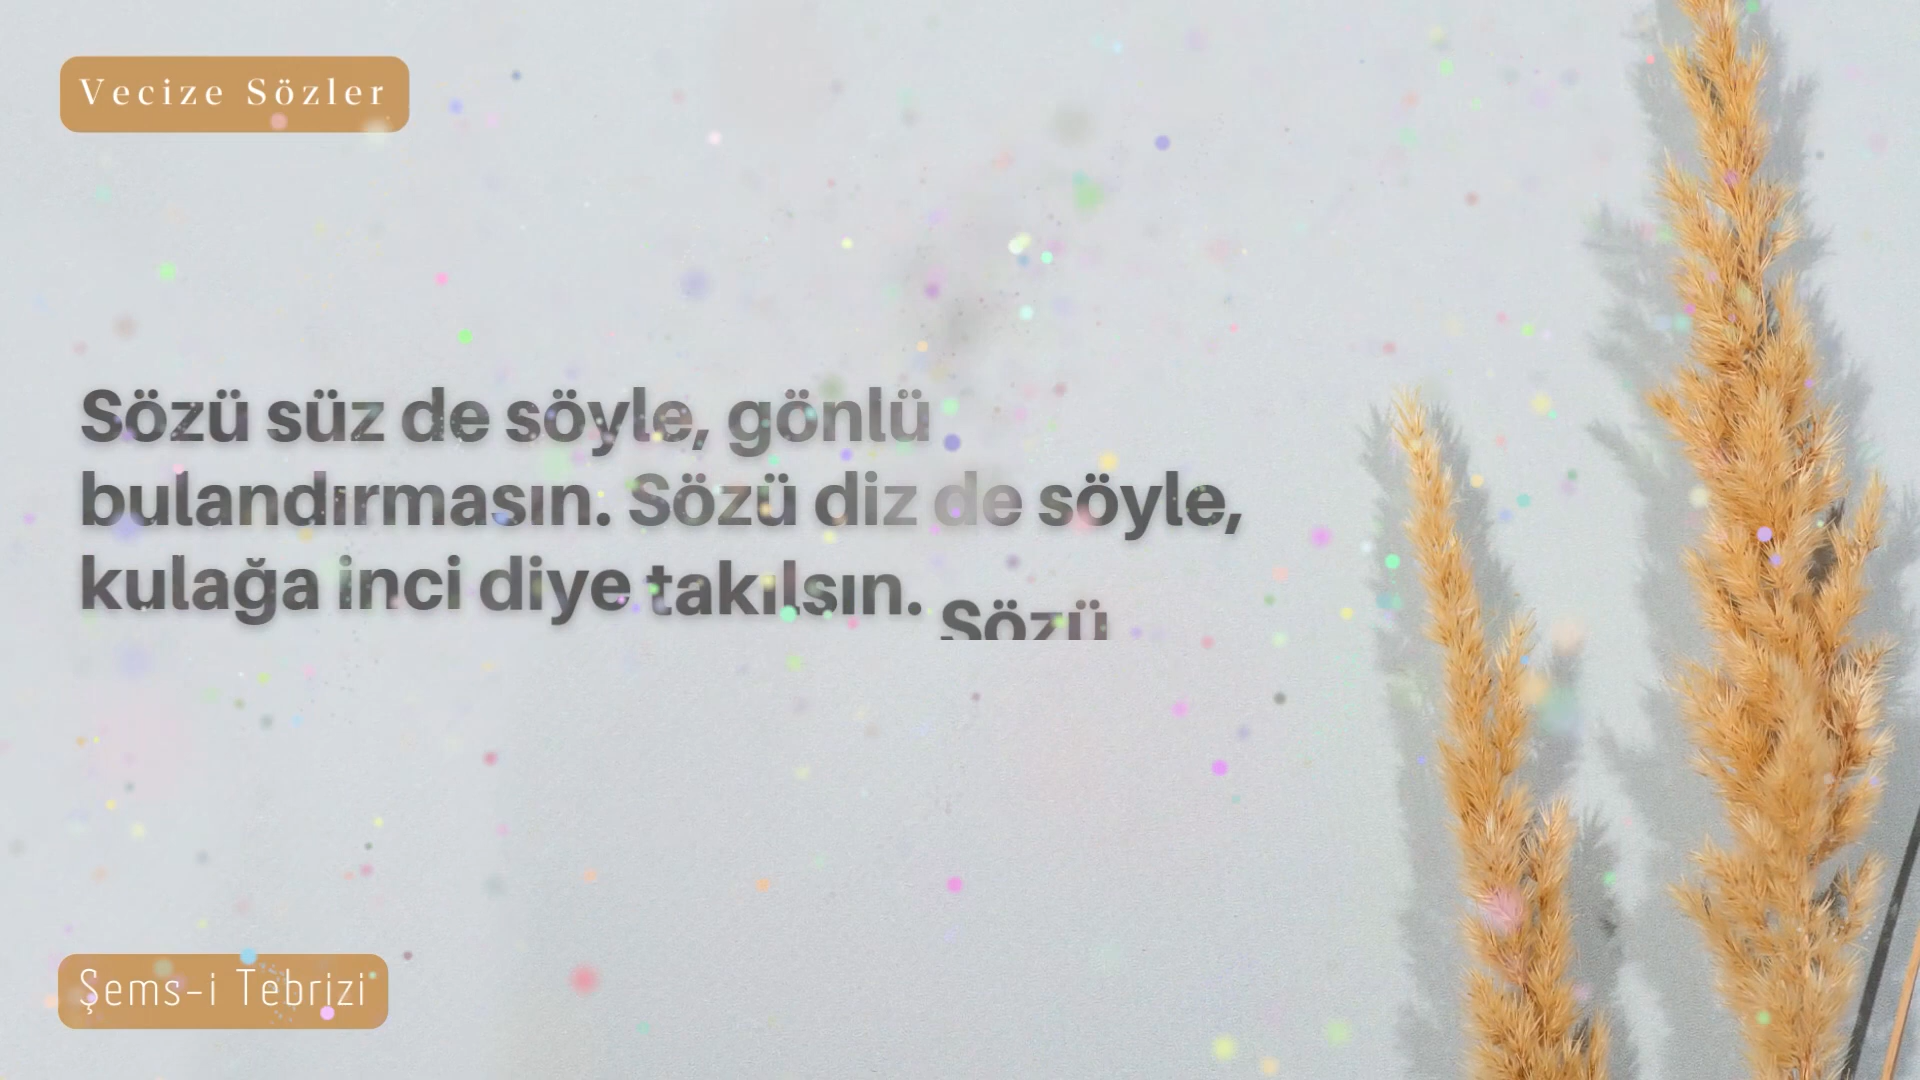 Vecize Sözler
Sözü süz de söyle, gönlü
bulandırmasın. Sözü diz de söyle,
kulağa inci diye takılsın. Sözü
Şems-i Tebrizi